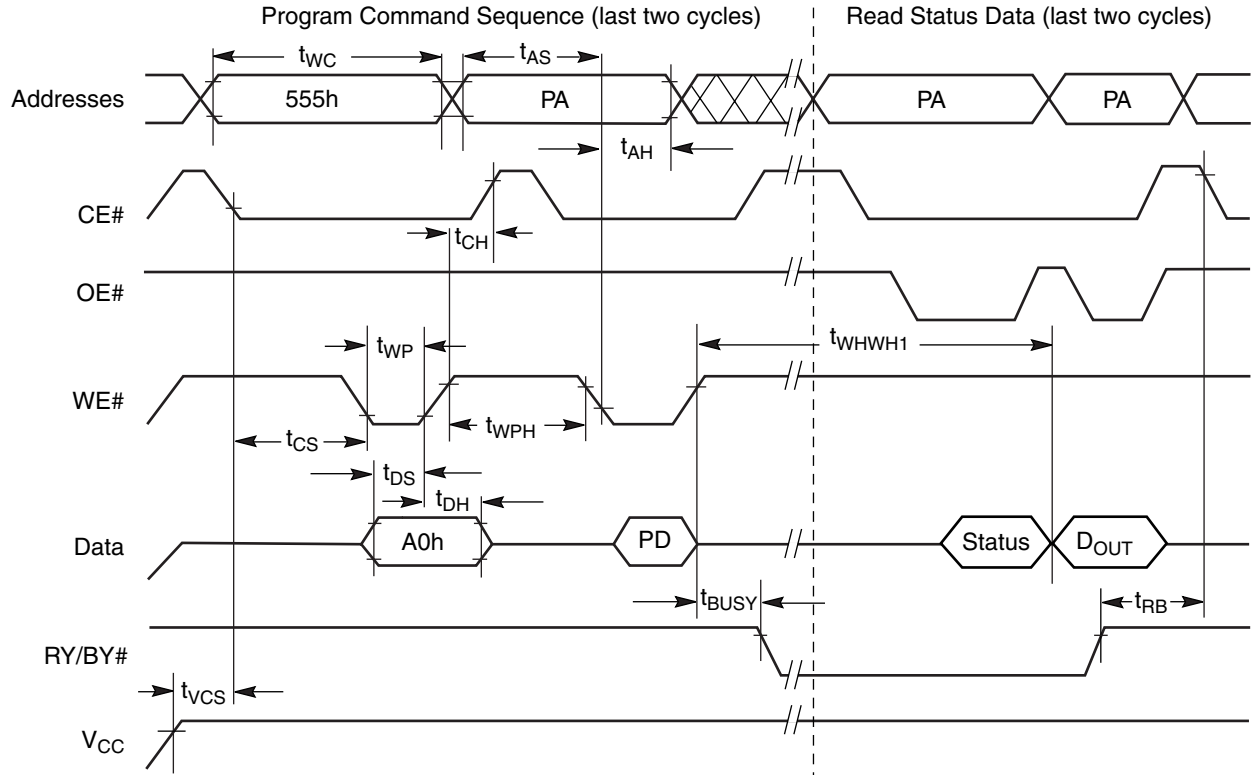 Program Command Sequence (last two cycles)
Read Status Data (last two cycles)
tWC
tAS
Addresses
555h
PA
PA
PA
tAH
CE#
tCH
OE#
tWP
tWHWH1
WE#
tCS
tWPH
tDS
tDH
Data
A0h
PD
Status
DOUT
tBUSY
tRB
RY/BY#
tVCS
VCC